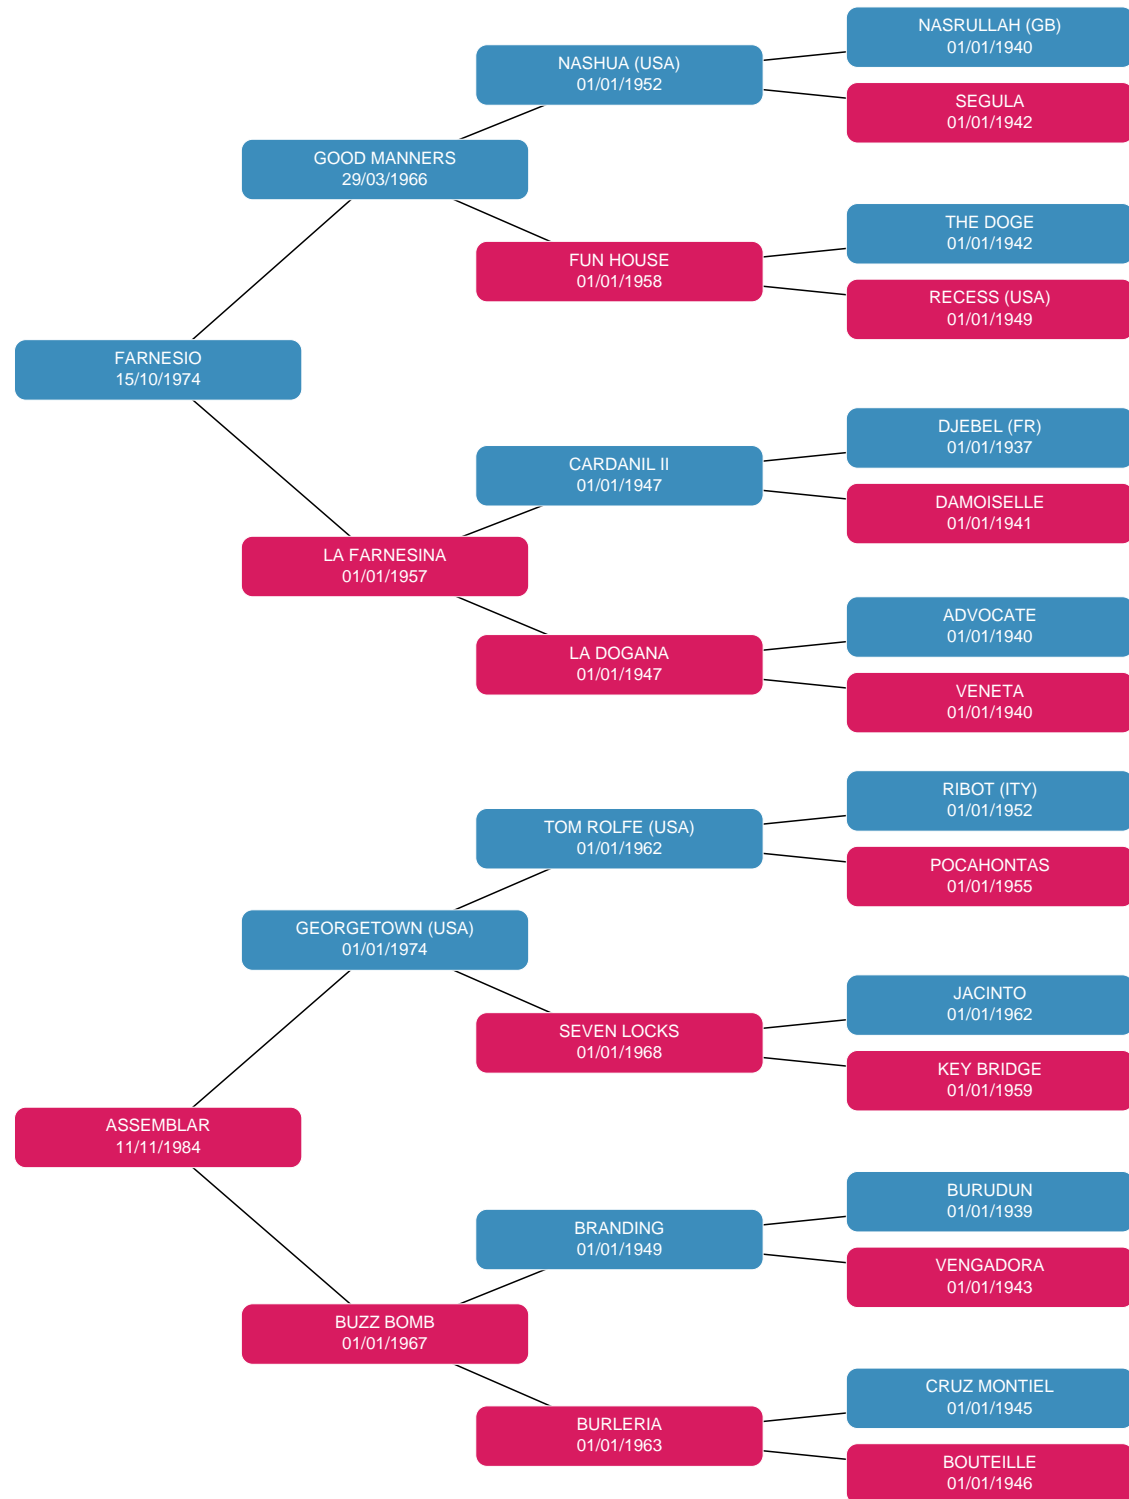 NASRULLAH (GB)
01/01/1940
NASHUA (USA)
01/01/1952
SEGULA
01/01/1942
GOOD MANNERS
29/03/1966
THE DOGE
01/01/1942
FUN HOUSE
01/01/1958
RECESS (USA)
01/01/1949
FARNESIO
15/10/1974
DJEBEL (FR)
01/01/1937
CARDANIL II
01/01/1947
DAMOISELLE
01/01/1941
LA FARNESINA
01/01/1957
ADVOCATE
01/01/1940
LA DOGANA
01/01/1947
VENETA
01/01/1940
RIBOT (ITY)
01/01/1952
TOM ROLFE (USA)
01/01/1962
POCAHONTAS
01/01/1955
GEORGETOWN (USA)
01/01/1974
JACINTO
01/01/1962
SEVEN LOCKS
01/01/1968
KEY BRIDGE
01/01/1959
ASSEMBLAR
11/11/1984
BURUDUN
01/01/1939
BRANDING
01/01/1949
VENGADORA
01/01/1943
BUZZ BOMB
01/01/1967
CRUZ MONTIEL
01/01/1945
BURLERIA
01/01/1963
BOUTEILLE
01/01/1946